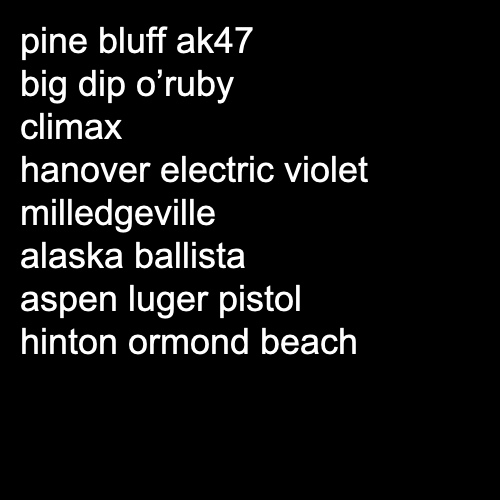 pine bluff ak47
big dip o’ruby
climax
hanover electric violet
milledgeville
alaska ballista
aspen luger pistol
hinton ormond beach